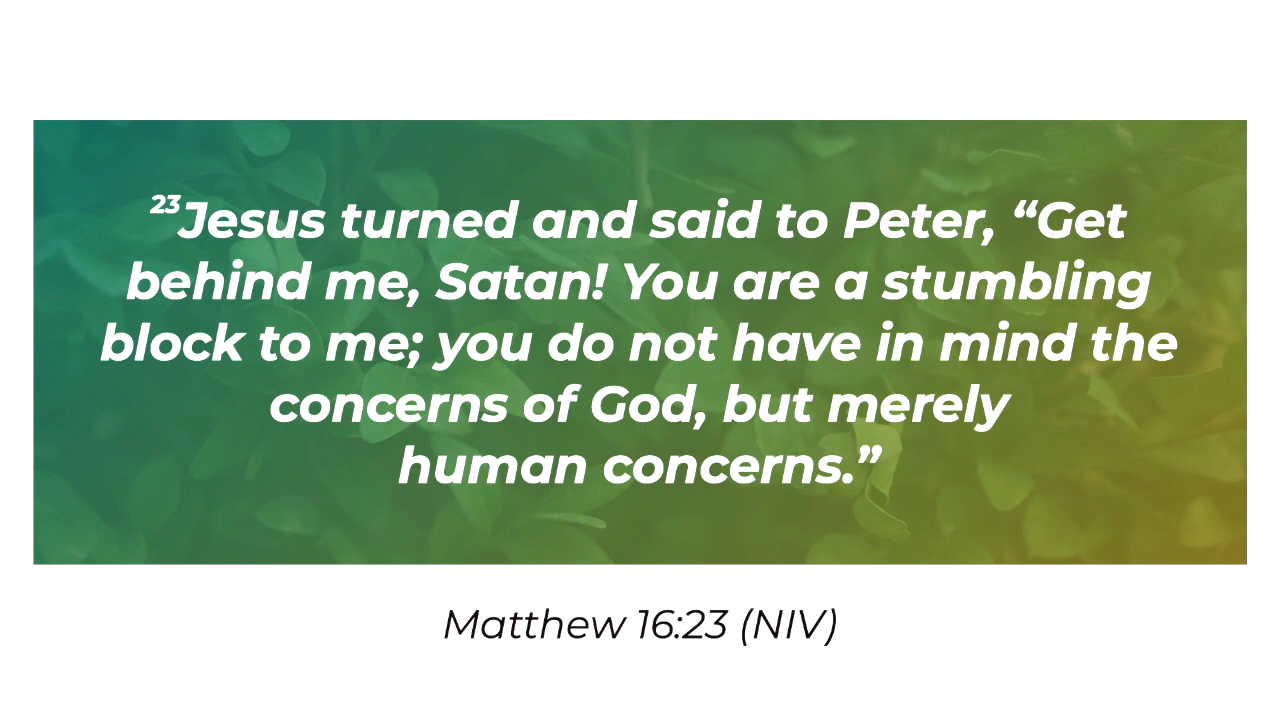 ²³Jesus turned and said to Peter, “Get
behind me, Satan! You are a stumbling
block to me; you do not have in mind the
concerns of God, but merely
human concerns.”
Matthew 16:23 (NIV)